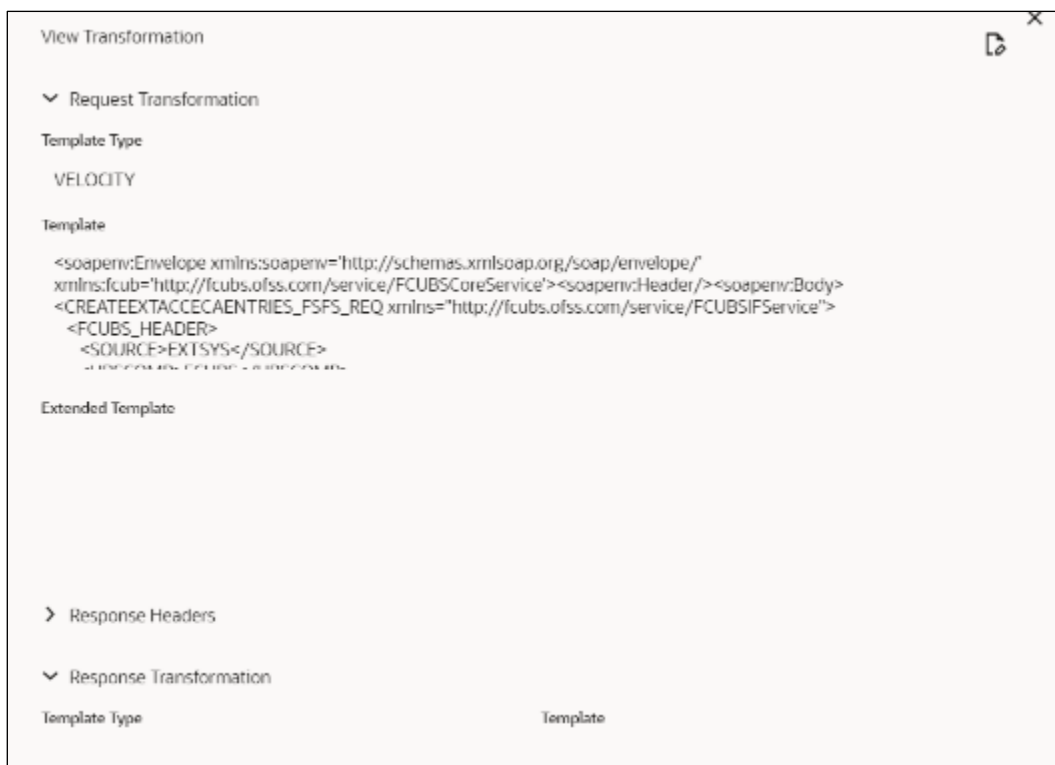 View Transformation
Request Transformation
Template Type
VELOCITY
Template
<soapenv:Envelope xmlns:soapenv='http://schemas.xmlsoap.org/soap/envelope/'
xmlns:fcub='http://fcubs.ofss.com/service/FCUBSCoreService'><soapenv:Header/><soapenv:Body>
<CREATEEXTACCECAENTRIES_FSFS_REQ xmlns="http://fcubs.ofss.com/service/FCUBSIFService">
<FCUBS_HEADER>
<SOURCE>EXTSYS</SOURCE>
Extended Template
Response Headers
Response Transformation
Template Type Template